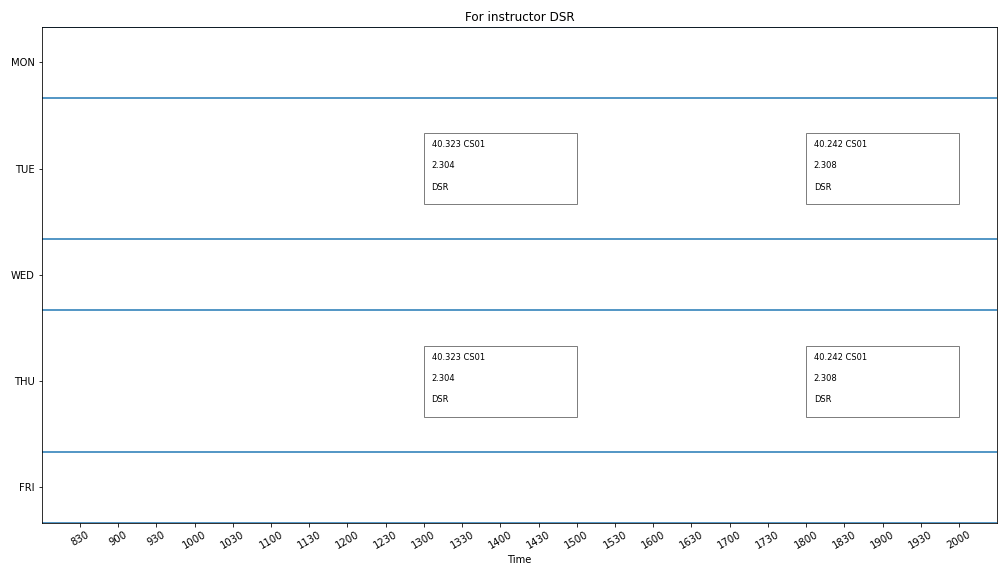 For instructor DSR
MON
TUE
40.323 CS01
2.304
DSR
40.242 CS01
2.308
DSR
WED
THU
40.323 CS01
2.304
DSR
40.242 CS01
2.308
DSR
FRI
830 900 930 1000 1030 1100 1130 1200 1230 1300 1330 1400 1430 1500 1530 1600 1630 1700 1730 1800 1830 1900 1930 2000
Time